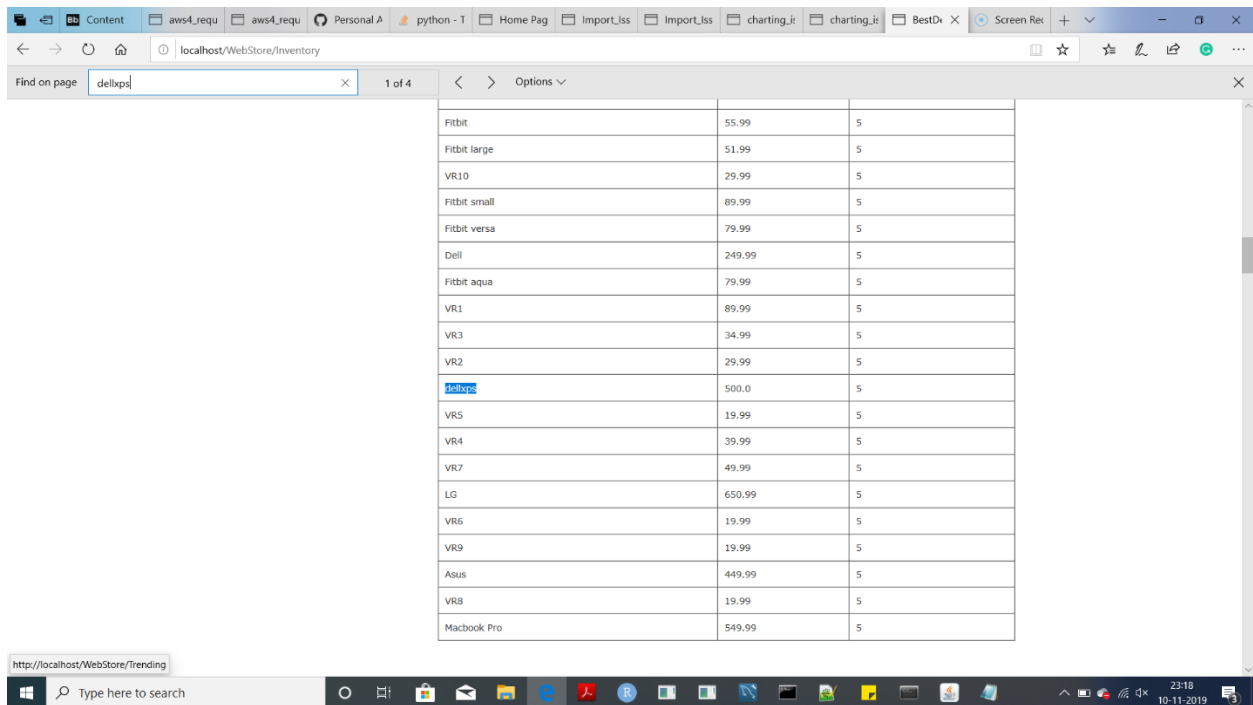 Content aws4_requ aws4_requ Personal A python - T Home Pag Import_Iss Import_Iss charting_is charting_is BestDe Screen Rec
localhost/WebStore/Inventory
Find on page dellxps 1 of 4 Options
Fitbit 55.99 5
Fitbit large 51.99 5
VR10 29.99 5
Fitbit small 89.99 5
Fitbit versa 79.99 5
Dell 249.99 5
Fitbit aqua 79.99 5
VR1 89.99 5
VR3 34.99 5
VR2 29.99 5
dellxps 500.0 5
VR5 19.99 5
VR4 39.99 5
VR7 49.99 5
LG 650.99 5
VR6 19.99 5
VR9 19.99 5
Asus 449.99 5
VR8 19.99 5
Macbook Pro 549.99 5
http://localhost/WebStore/Trending
Type here to search 23:18
10-11-2019